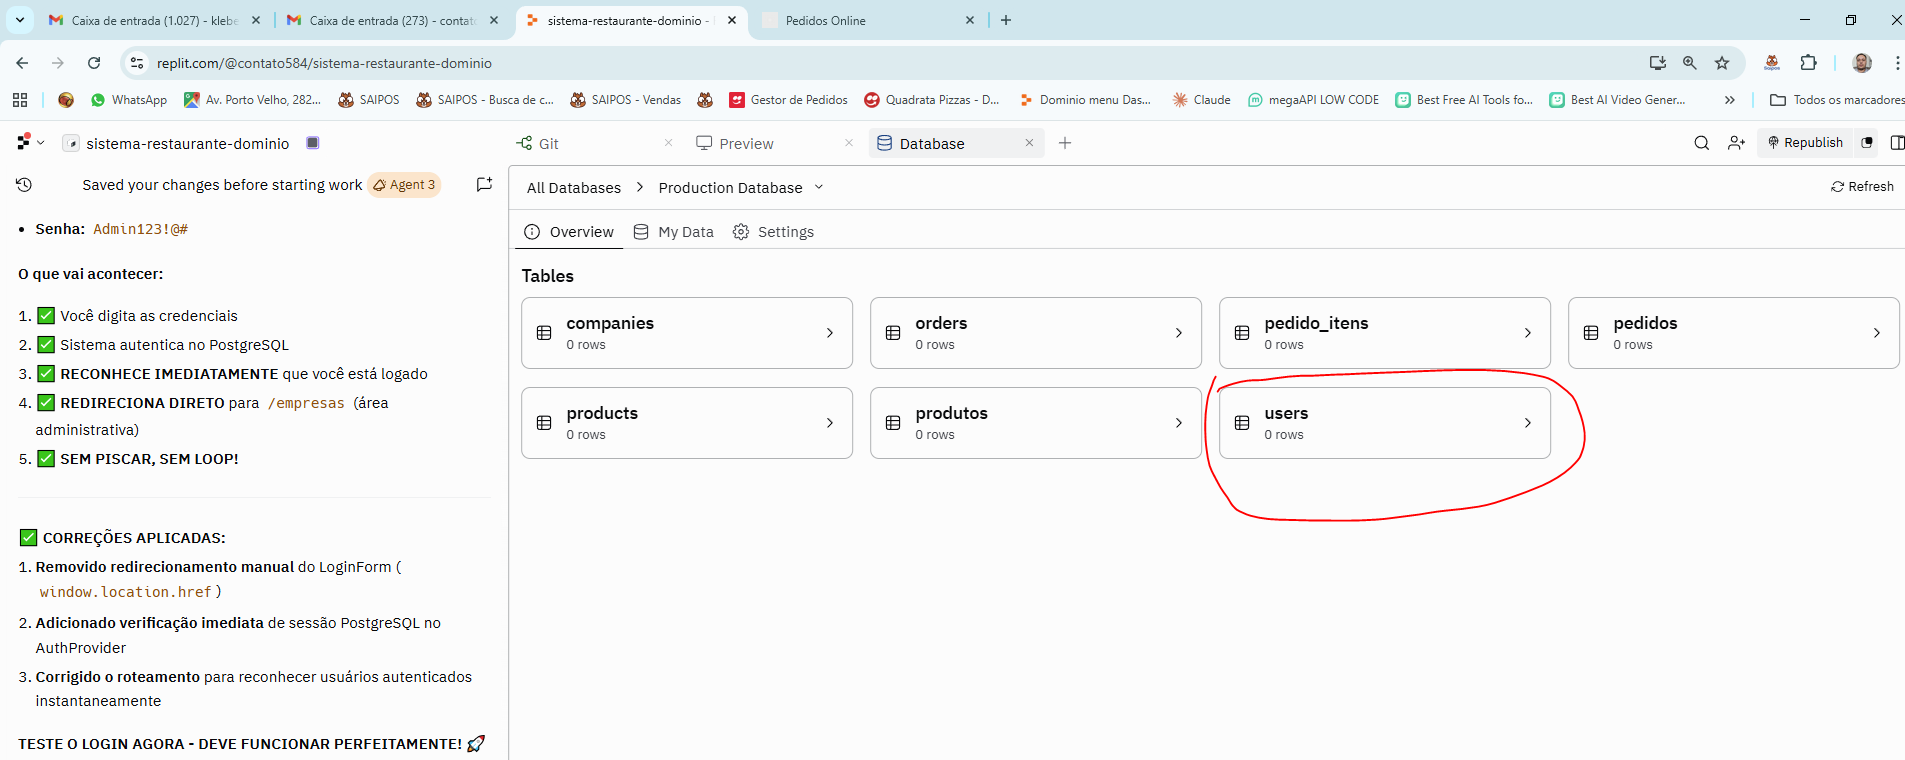 Caixa de entrada (1.027) - klebe
Caixa de entrada (273) - contato
sistema-restaurante-dominio -
Pedidos Online
replit.com/@contato584/sistema-restaurante-dominio
WhatsApp
Av. Porto Velho, 282...
SAIPOS
SAIPOS - Busca de c...
SAIPOS - Vendas
Gestor de Pedidos
Quadrata Pizzas - D...
Dominio menu Das...
Claude
megaAPI LOW CODE
Best Free AI Tools fo...
Best AI Video Gener...
»
Todos os marcadores
sistema-restaurante-dominio
Git
Preview
Database
Republish
Saved your changes before starting work
Agent 3
• Senha: Admin123!@#
O que vai acontecer:
1. ✅ Você digita as credenciais
2. ✅ Sistema autentica no PostgreSQL
3. ✅ RECONHECE IMEDIATAMENTE que você está logado
4. ✅ REDIRECIONA DIRETO para /empresas (área
administrativa)
5. ✅ SEM PISCAR, SEM LOOP!
✅ CORREÇÕES APLICADAS:
1. Removido redirecionamento manual do LoginForm (
window.location.href)
2. Adicionado verificação imediata de sessão PostgreSQL no
AuthProvider
3. Corrigido o roteamento para reconhecer usuários autenticados
instantaneamente
TESTE O LOGIN AGORA - DEVE FUNCIONAR PERFEITAMENTE! 🚀
All Databases > Production Database
Refresh
Overview
My Data
Settings
Tables
companies
0 rows
orders
0 rows
pedido_itens
0 rows
pedidos
0 rows
products
0 rows
produtos
0 rows
users
0 rows